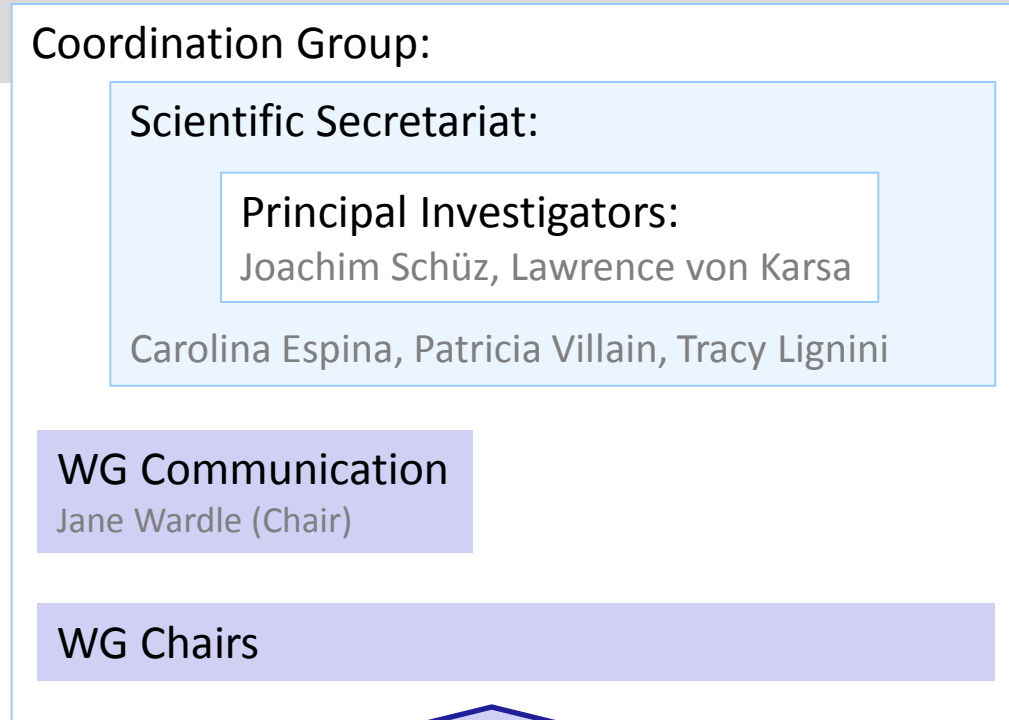 Coordination Group:
Scientific Secretariat:
Principal Investigators:
Joachim Schüz, Lawrence von Karsa
Carolina Espina, Patricia Villain, Tracy Lignini
WG Communication
Jane Wardle (Chair)
WG Chairs